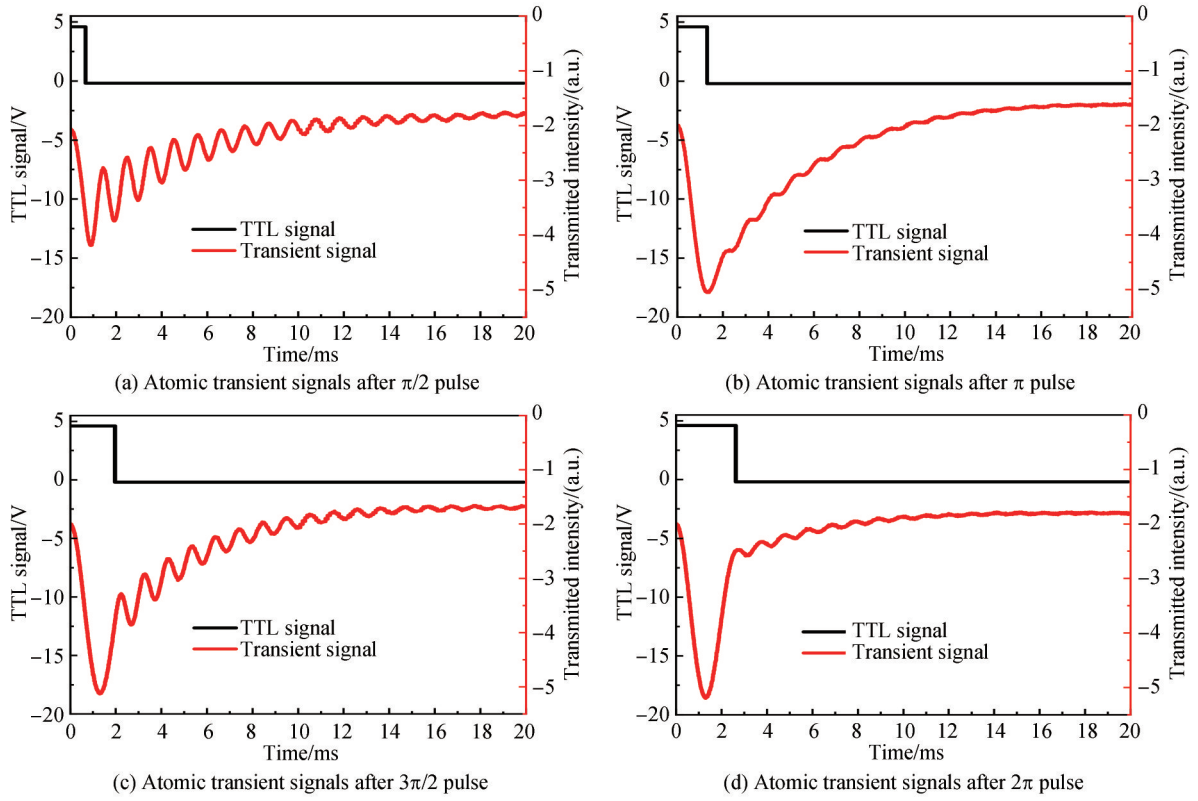 5
0
−5
−10
−15
−20
TTL signal/V
0
−1
−2
−3
−4
−5
Transmitted intensity/(a.u.)
TTL signal
Transient signal
0 2 4 6 8 10 12 14 16 18 20
Time/ms
(a) Atomic transient signals after π/2 pulse
5
0
−5
−10
−15
−20
TTL signal/V
0
−1
−2
−3
−4
−5
Transmitted intensity/(a.u.)
TTL signal
Transient signal
0 2 4 6 8 10 12 14 16 18 20
Time/ms
(b) Atomic transient signals after π pulse
5
0
−5
−10
−15
−20
TTL signal/V
0
−1
−2
−3
−4
−5
Transmitted intensity/(a.u.)
TTL signal
Transient signal
0 2 4 6 8 10 12 14 16 18 20
Time/ms
(c) Atomic transient signals after 3π/2 pulse
5
0
−5
−10
−15
−20
TTL signal/V
0
−1
−2
−3
−4
−5
Transmitted intensity/(a.u.)
TTL signal
Transient signal
0 2 4 6 8 10 12 14 16 18 20
Time/ms
(d) Atomic transient signals after 2π pulse